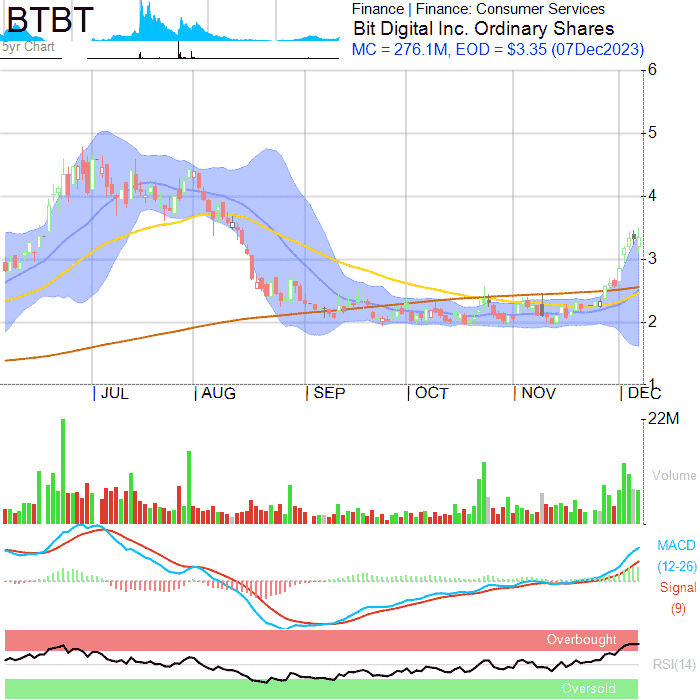 BTBT
Finance | Finance: Consumer Services
Bit Digital Inc. Ordinary Shares
MC = 276.1M, EOD = $3.35 (07Dec2023)
5yr Chart
6
5
4
3
2
1
JUL AUG SEP OCT NOV DEC
22M
Volume
MACD
(12-26)
Signal
(9)
Overbought
RSI(14)
Oversold